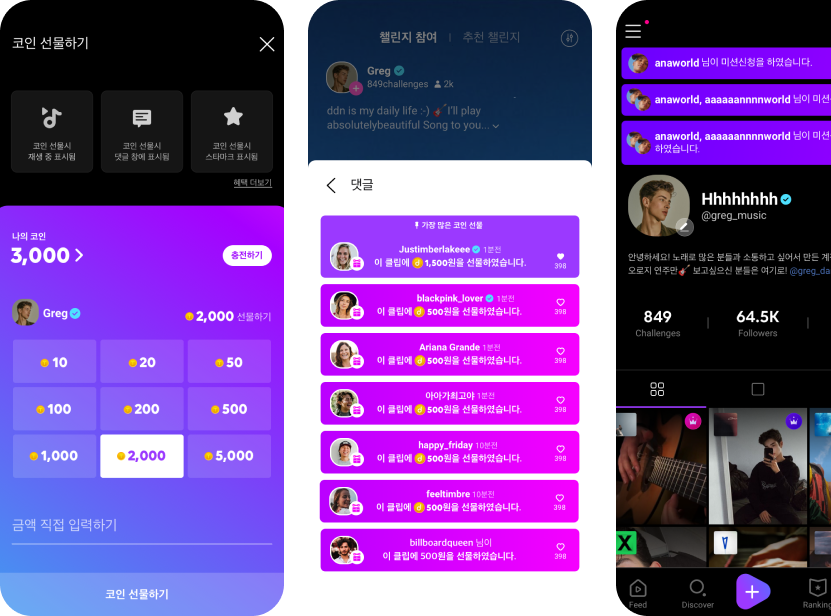 코인 선물하기
코인 선물시
재생 중 표시됨
코인 선물시
댓글 창에 표시됨
코인 선물시
스타마크 표시됨
혜택 더보기
나의 코인
3,000
충전하기
Greg
2,000 선물하기
10
20
50
100
200
500
1,000
2,000
5,000
금액 직접 입력하기
코인 선물하기
챌린지 참여 | 추천 챌린지
Greg
849challenges 2k
ddn is my daily life :-) 🎸I'll play
absolutelybeautiful Song to you...
댓글
가장 많은 코인 선물
Justimberlakeee 1분전
이 클립에 1,500원을 선물하였습니다.
398
blackpink_lover 1분전
이 클립에 500원을 선물하였습니다.
398
Ariana Grande 1분전
이 클립에 500원을 선물하였습니다.
398
아아가최고야 1분전
이 클립에 500원을 선물하였습니다.
398
happy_friday 10분전
이 클립에 500원을 선물하였습니다.
398
feeltimbre 10분전
이 클립에 500원을 선물하였습니다.
398
billboardqueen 님이
이 클립에 500원을 선물하였습니다.
398
anaworld 님이 미션신청을 하였습니다.
anaworld, aaaaaannnnworld 님이 미션
anaworld, aaaaaannnnworld 님이 미션
하였습니다.
Hhhhhhhh
@greg_music
안녕하세요! 노래로 많은 분들과 소통하고 싶어서 만든 계
오로지 연주만🎸 보고싶으신 분들은 여기로! @greg_da
849
Challenges
64.5K
Followers
X
Feed
Discover
Ranking